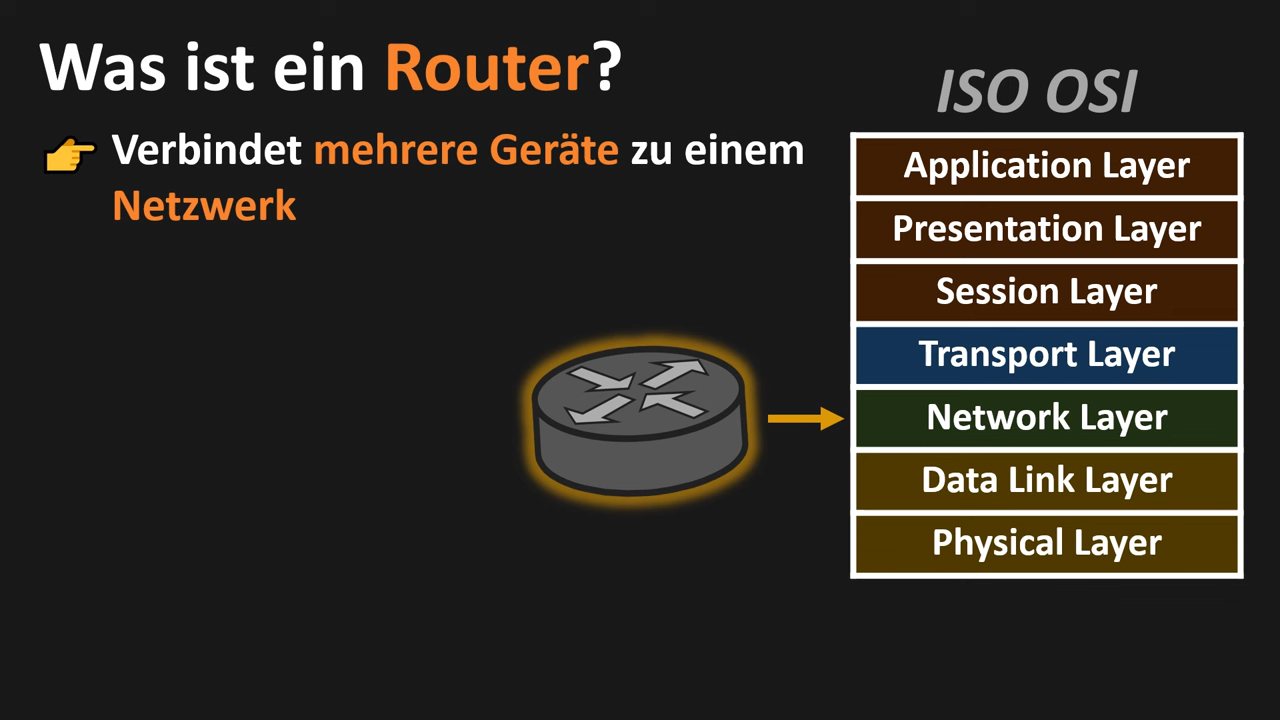 Was ist ein Router?
👉 Verbindet mehrere Geräte zu einem
Netzwerk
ISO OSI
Application Layer
Presentation Layer
Session Layer
Transport Layer
Network Layer
Data Link Layer
Physical Layer